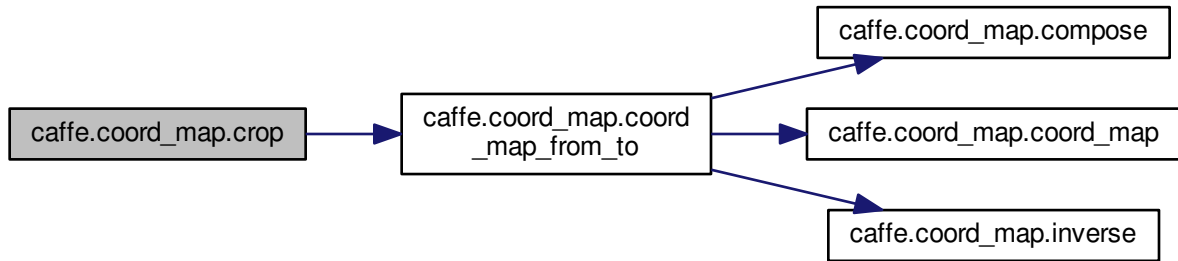 caffe.coord_map.compose
caffe.coord_map.crop
caffe.coord_map.coord
_map_from_to
caffe.coord_map.coord_map
caffe.coord_map.inverse